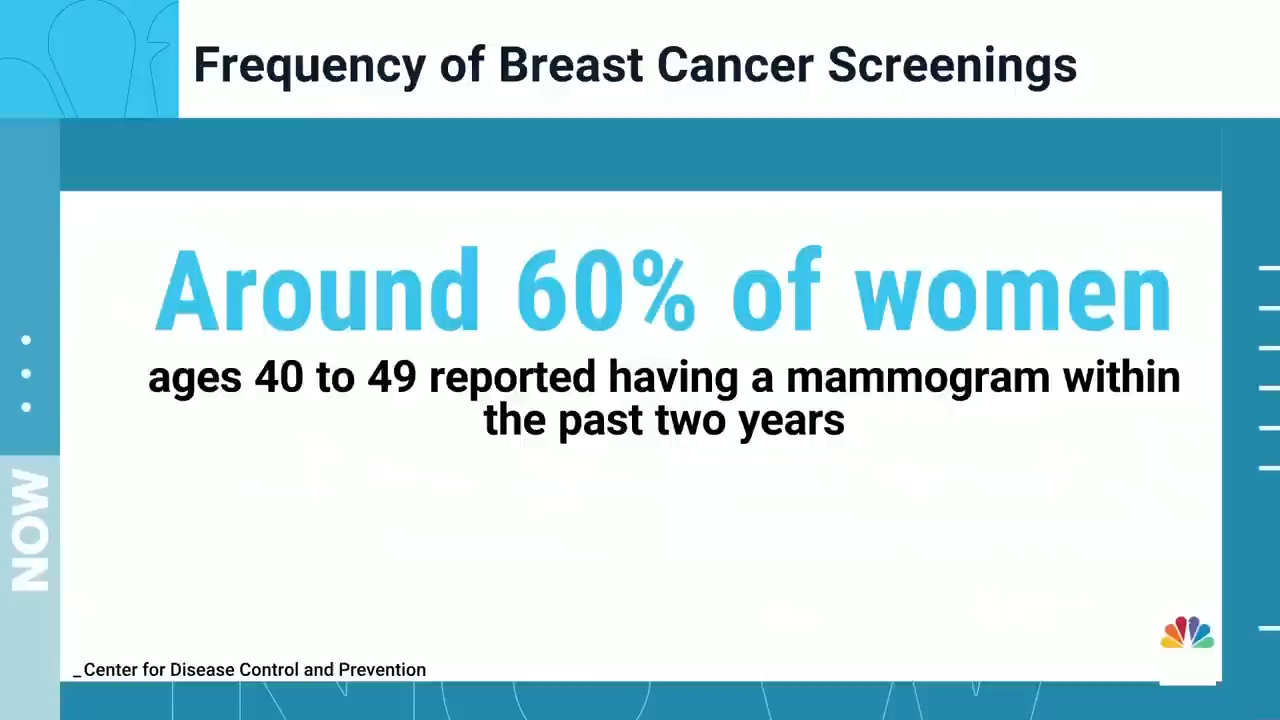 Frequency of Breast Cancer Screenings
Around 60% of women
ages 40 to 49 reported having a mammogram within
the past two years
NOW
_Center for Disease Control and Prevention